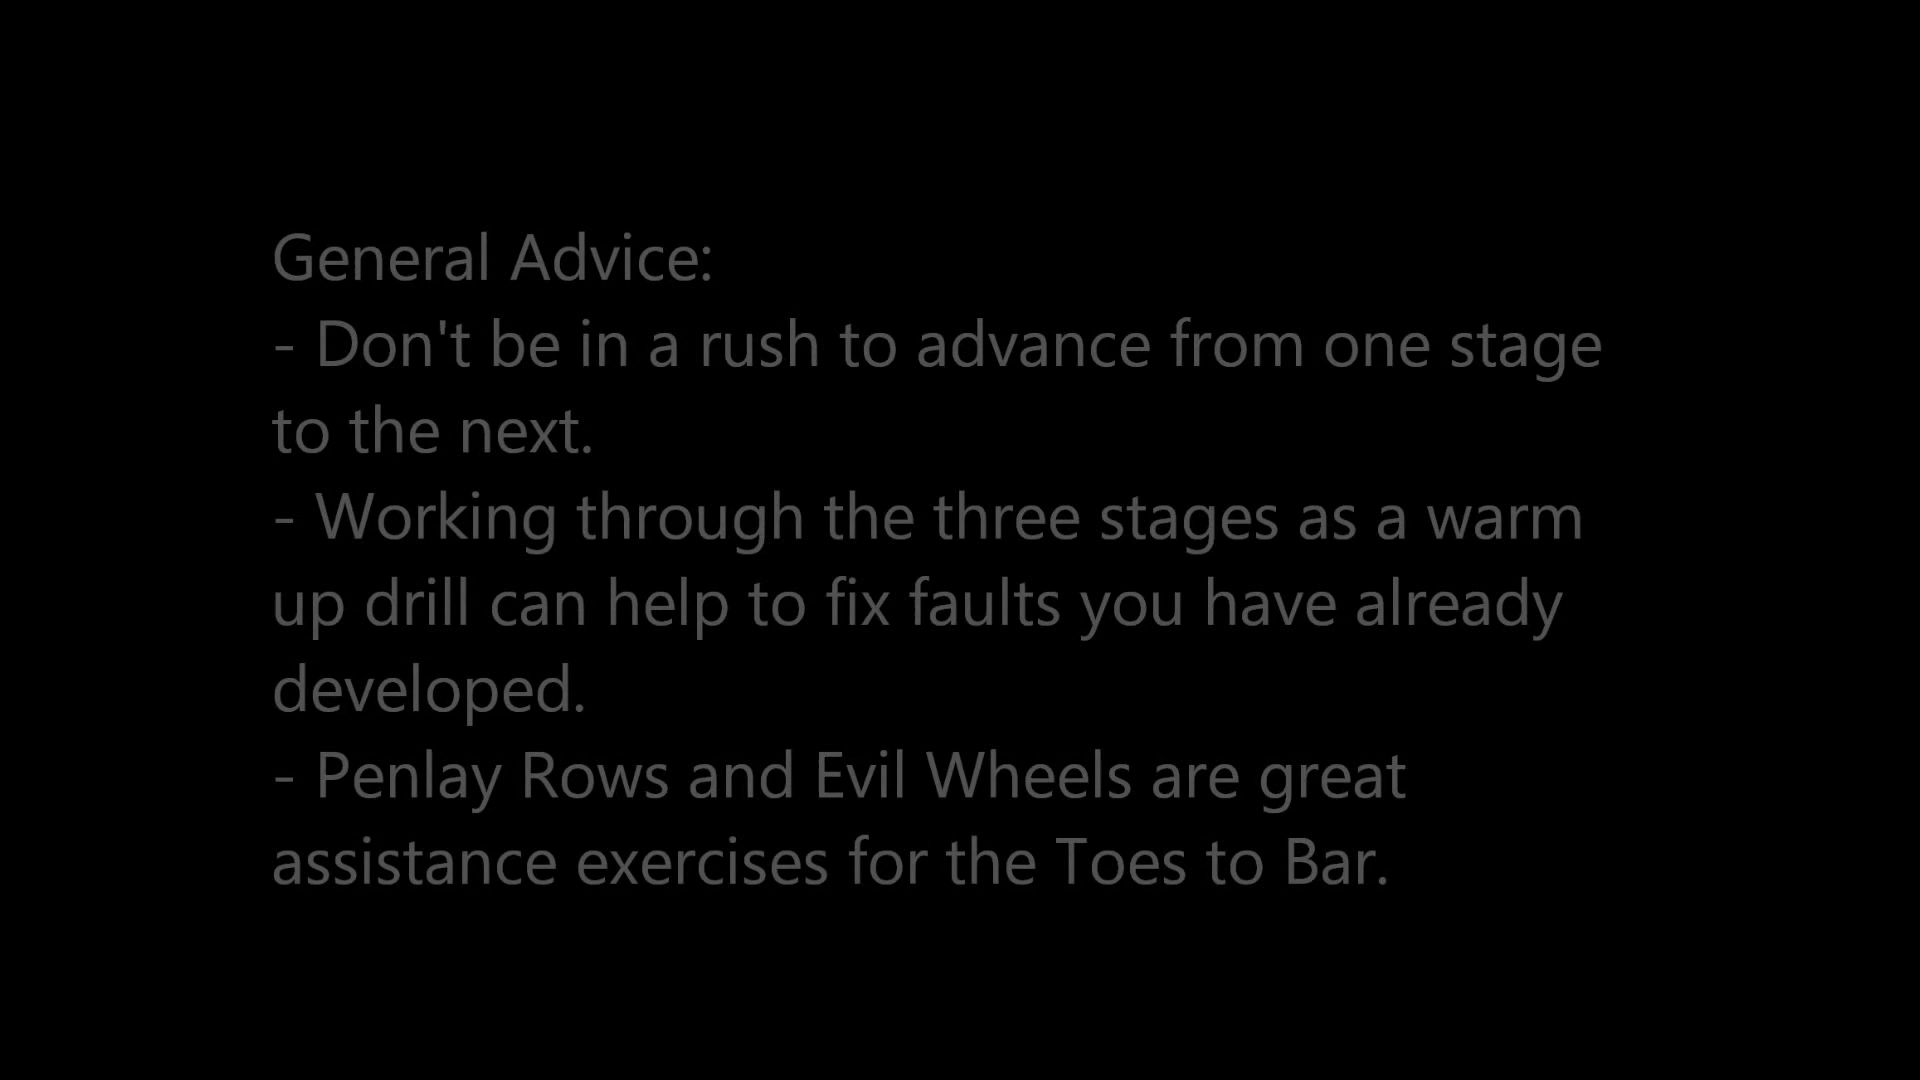 General Advice:
- Don't be in a rush to advance from one stage
to the next.
- Working through the three stages as a warm
up drill can help to fix faults you have already
developed.
- Penlay Rows and Evil Wheels are great
assistance exercises for the Toes to Bar.